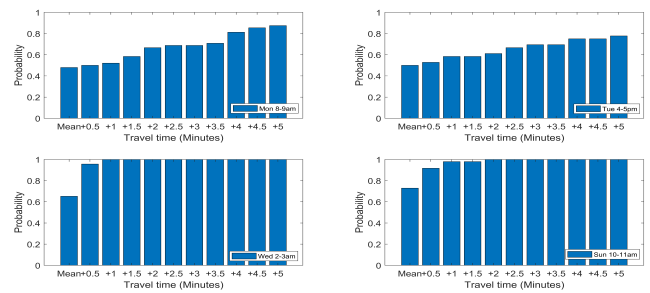 1
0.8
0.6
0.4
0.2
0
Probability
Mean+0.5 +1 +1.5 +2 +2.5 +3 +3.5 +4 +4.5 +5
Travel time (Minutes)
Mon 8-9am
1
0.8
0.6
0.4
0.2
0
Probability
Mean+0.5 +1 +1.5 +2 +2.5 +3 +3.5 +4 +4.5 +5
Travel time (Minutes)
Tue 4-5pm
1
0.8
0.6
0.4
0.2
0
Probability
Mean+0.5 +1 +1.5 +2 +2.5 +3 +3.5 +4 +4.5 +5
Travel time (Minutes)
Wed 2-3am
1
0.8
0.6
0.4
0.2
0
Probability
Mean+0.5 +1 +1.5 +2 +2.5 +3 +3.5 +4 +4.5 +5
Travel time (Minutes)
Sun 10-11am